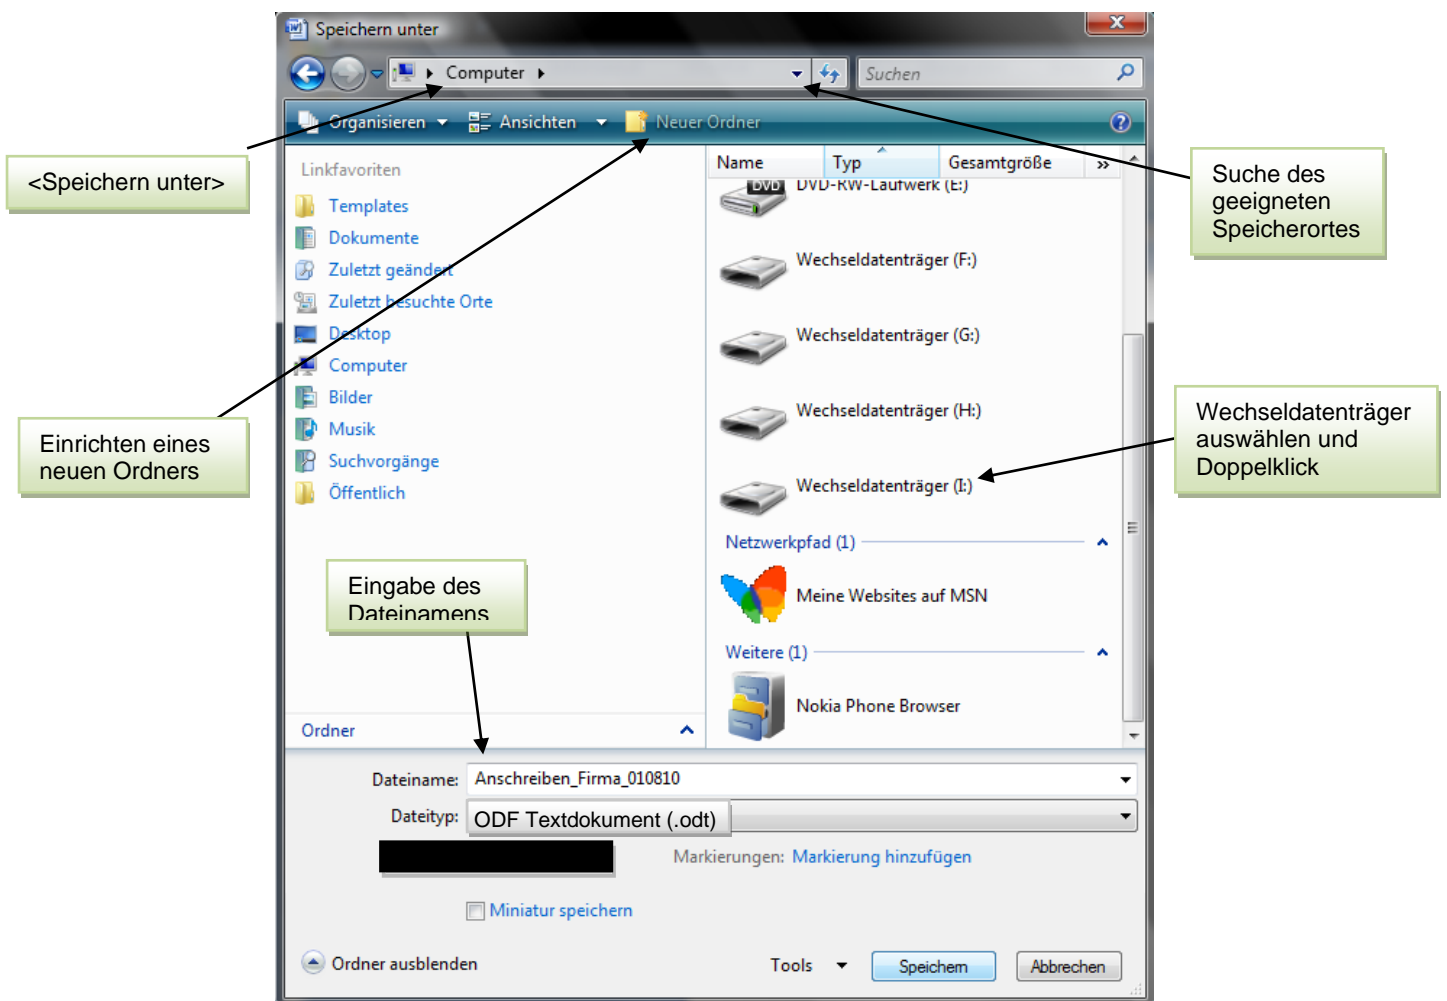 Speichern unter
Computer
Suchen
Organisieren
Ansichten
Neuer Ordner
<Speichern unter>
Linkfavoriten
Templates
Dokumente
Zuletzt geändert
Zuletzt besuchte Orte
Desktop
Computer
Bilder
Musik
Suchvorgänge
Öffentlich
Einrichten eines
neuen Ordners
Eingabe des
Dateinamens
Ordner
Name Typ Gesamtgröße »
DVD
DVD-RW-Laufwerk (E:)
Wechseldatenträger (F:)
Wechseldatenträger (G:)
Wechseldatenträger (H:)
Wechseldatenträger (I:)
Netzwerkpfad (1)
Meine Websites auf MSN
Weitere (1)
Nokia Phone Browser
Suche des
geeigneten
Speicherortes
Wechseldatenträger
auswählen und
Doppelklick
Dateiname: Anschreiben_Firma_010810
Dateityp: ODF Textdokument (.odt)
Markierungen: Markierung hinzufügen
Miniatur speichern
Ordner ausblenden
Tools
Speichern
Abbrechen